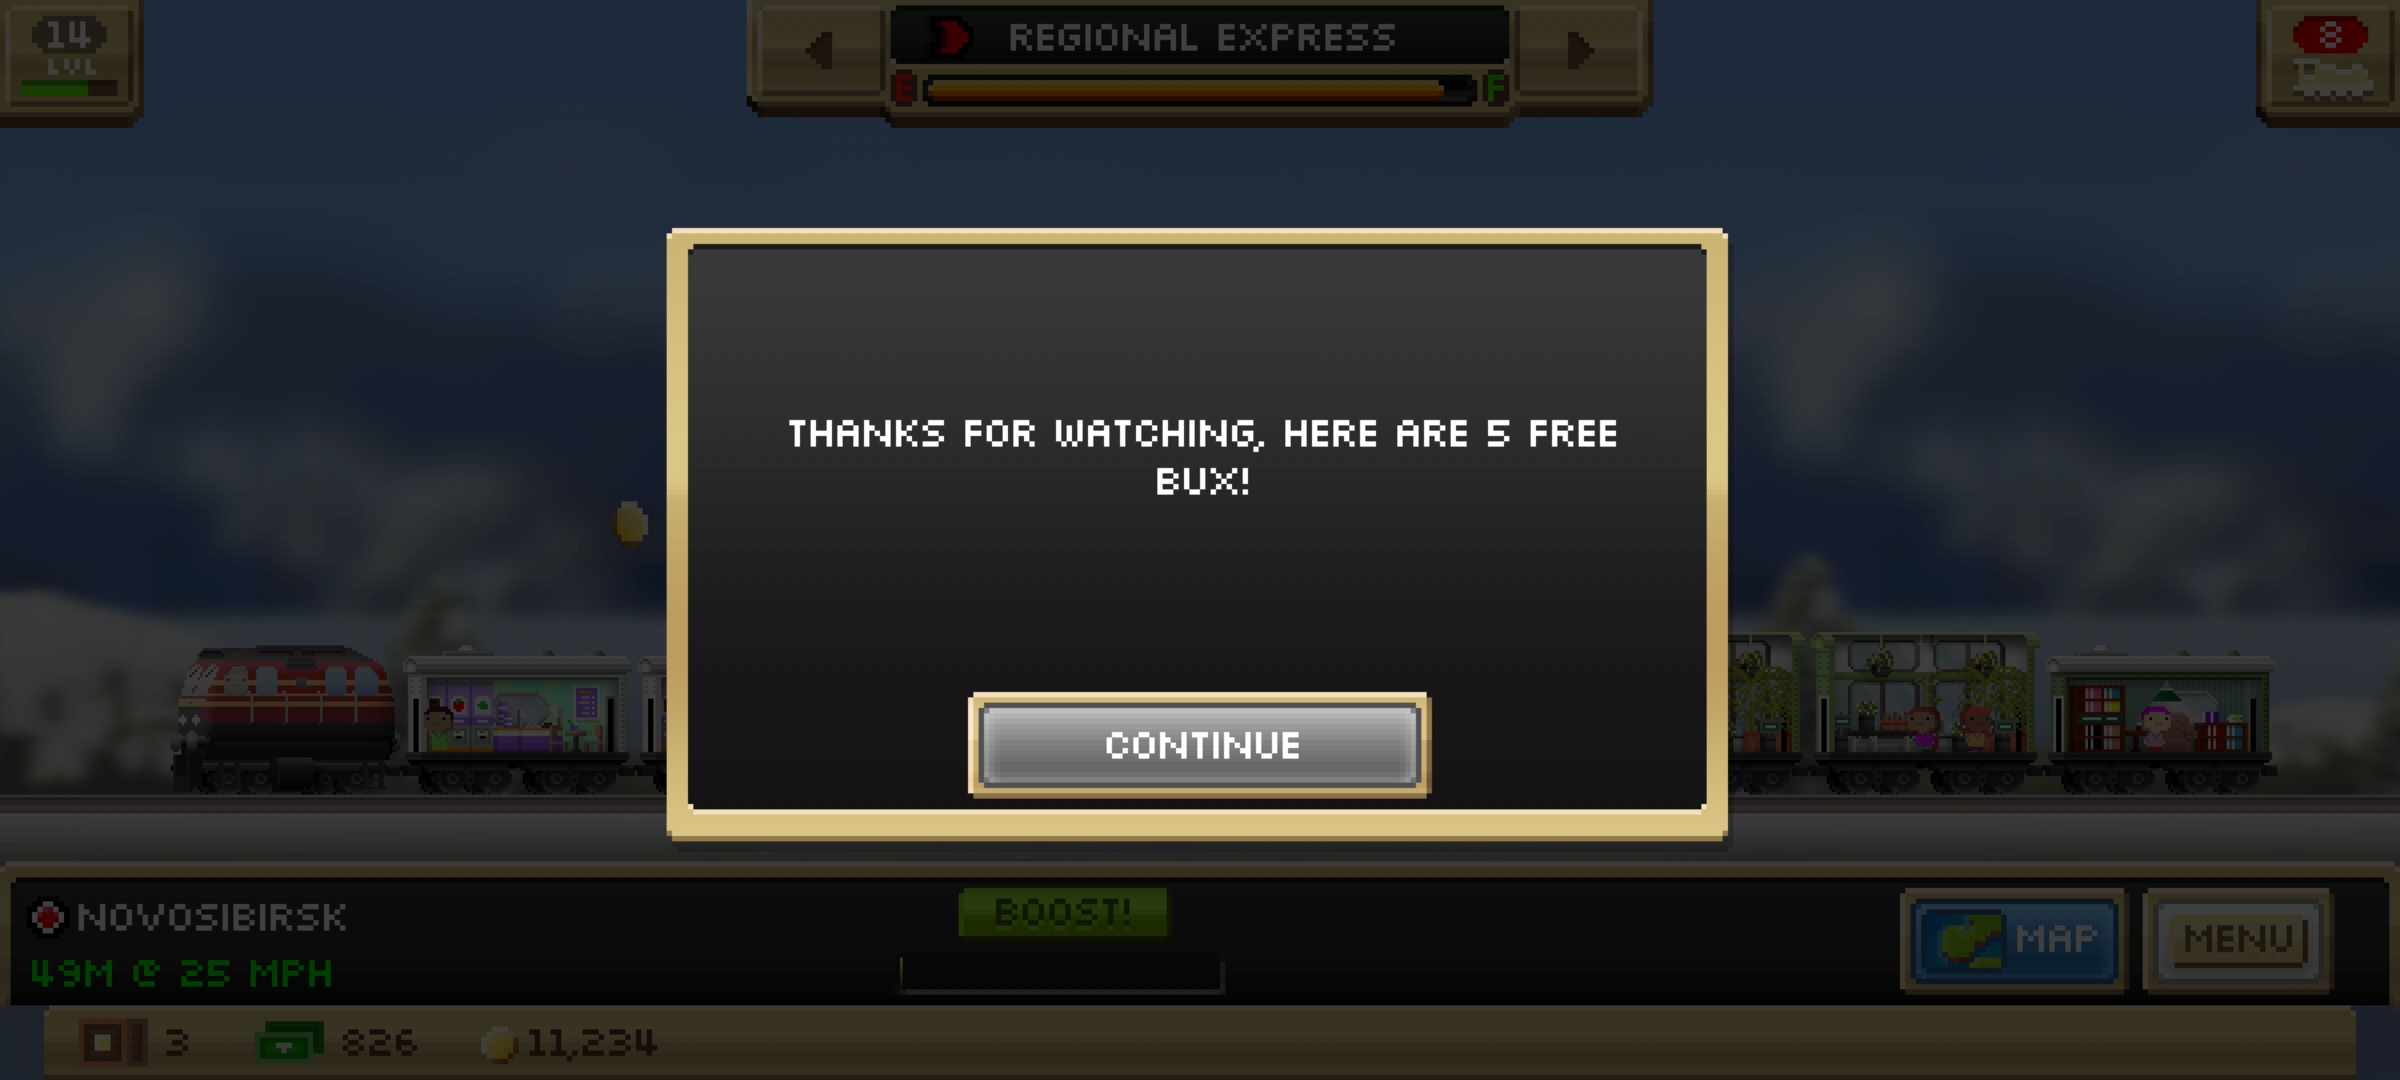 14
LVL
REGIONAL EXPRESS
8
E
F
THANKS FOR WATCHING, HERE ARE 5 FREE
BUX!
CONTINUE
NOVOSIBIRSK
49M @ 25 MPH
BOOST!
MAP
MENU
3
826
11,234